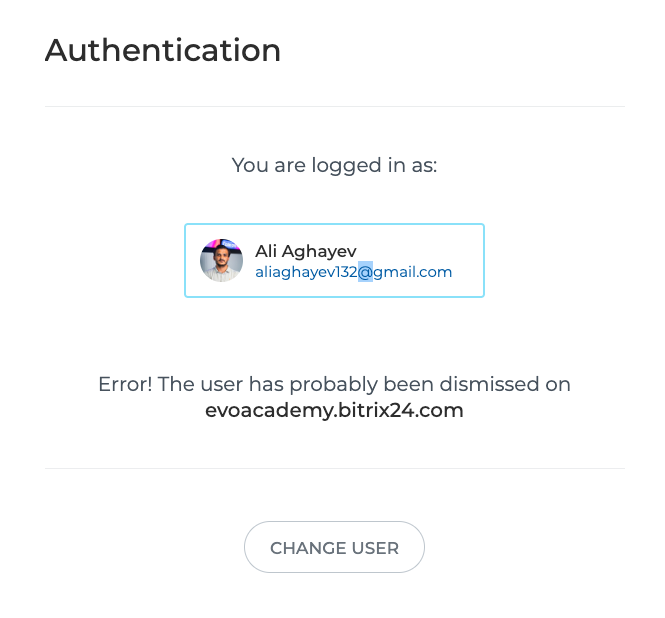 Authentication
You are logged in as:
Ali Aghayev
aliaghayev132@gmail.com
Error! The user has probably been dismissed on
evoacademy.bitrix24.com
CHANGE USER